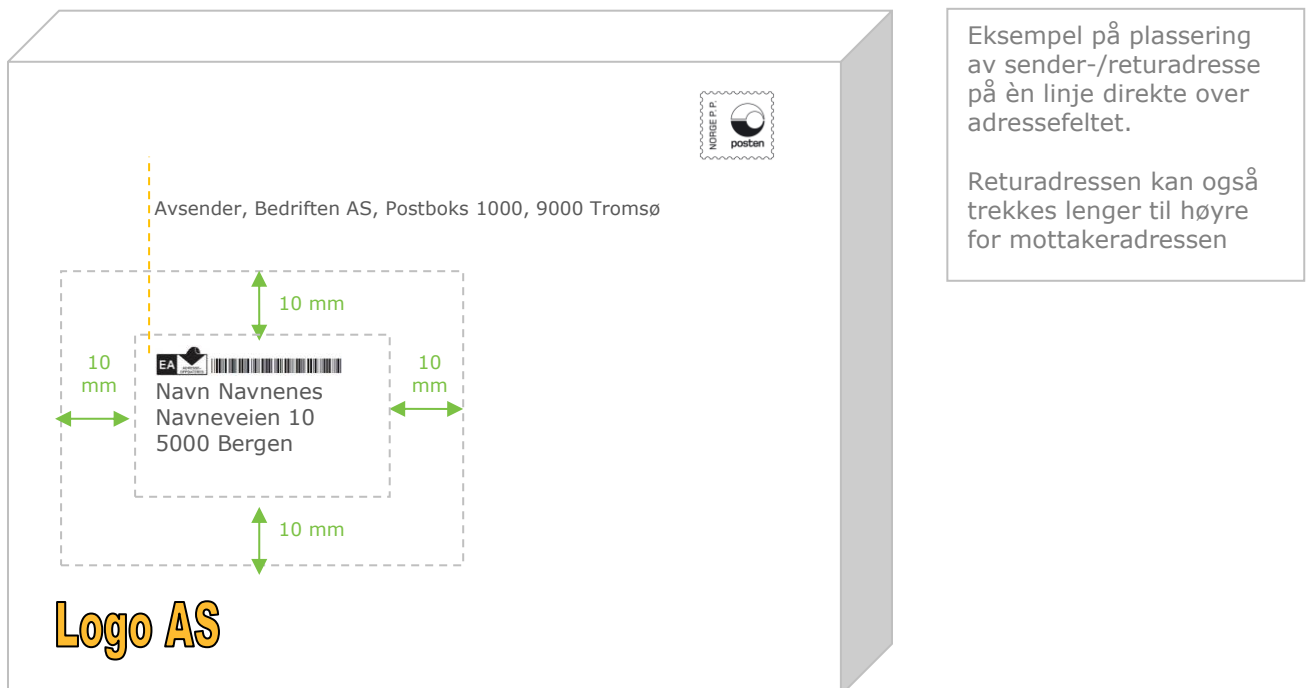 Eksempel på plassering
av sender-/returadresse
på èn linje direkte over
adressefeltet.
Returadressen kan også
trekkes lenger til høyre
for mottakeradressen
NORGE P.P.
posten
Avsender, Bedriften AS, Postboks 1000, 9000 Tromsø
10 mm
10
mm
10
mm
EA
Navn Navnenes
Navneveien 10
5000 Bergen
10 mm
Logo AS